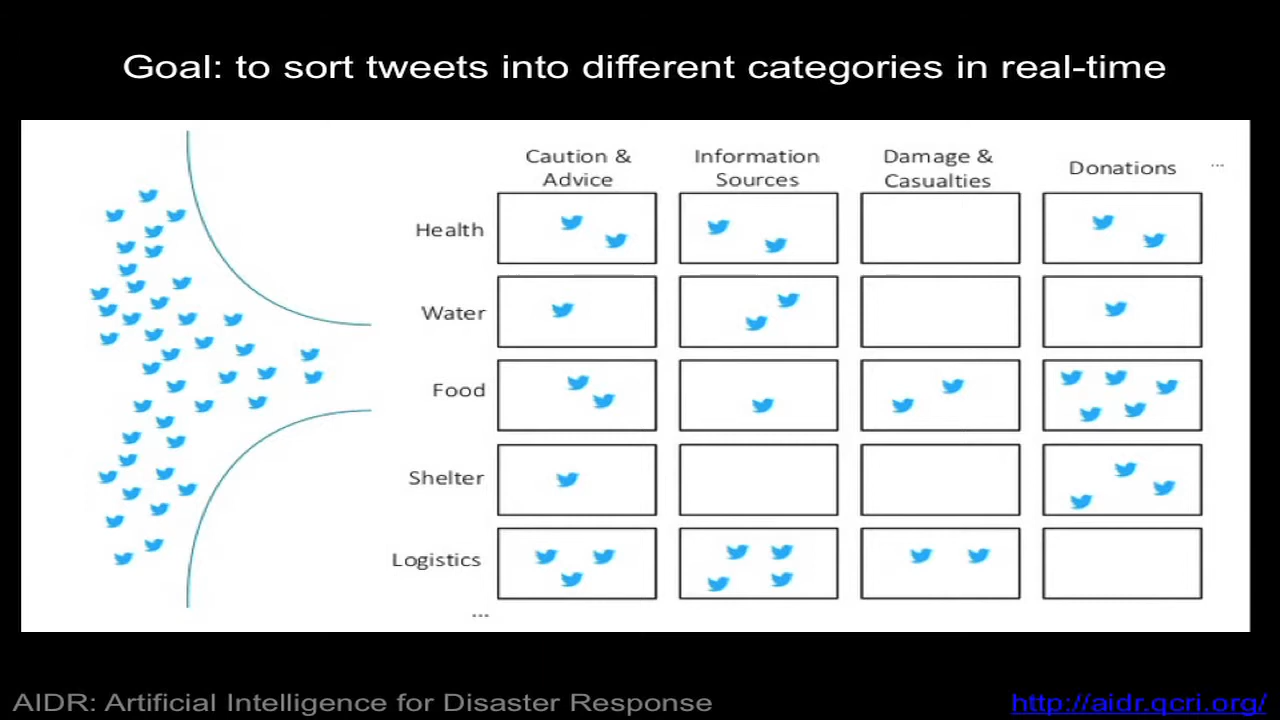 Goal: to sort tweets into different categories in real-time
Caution &
Advice
Information
Sources
Damage &
Casualties
Donations
...
Health
Water
Food
Shelter
Logistics
...
AIDR: Artificial Intelligence for Disaster Response
http://aidr.qcri.org/